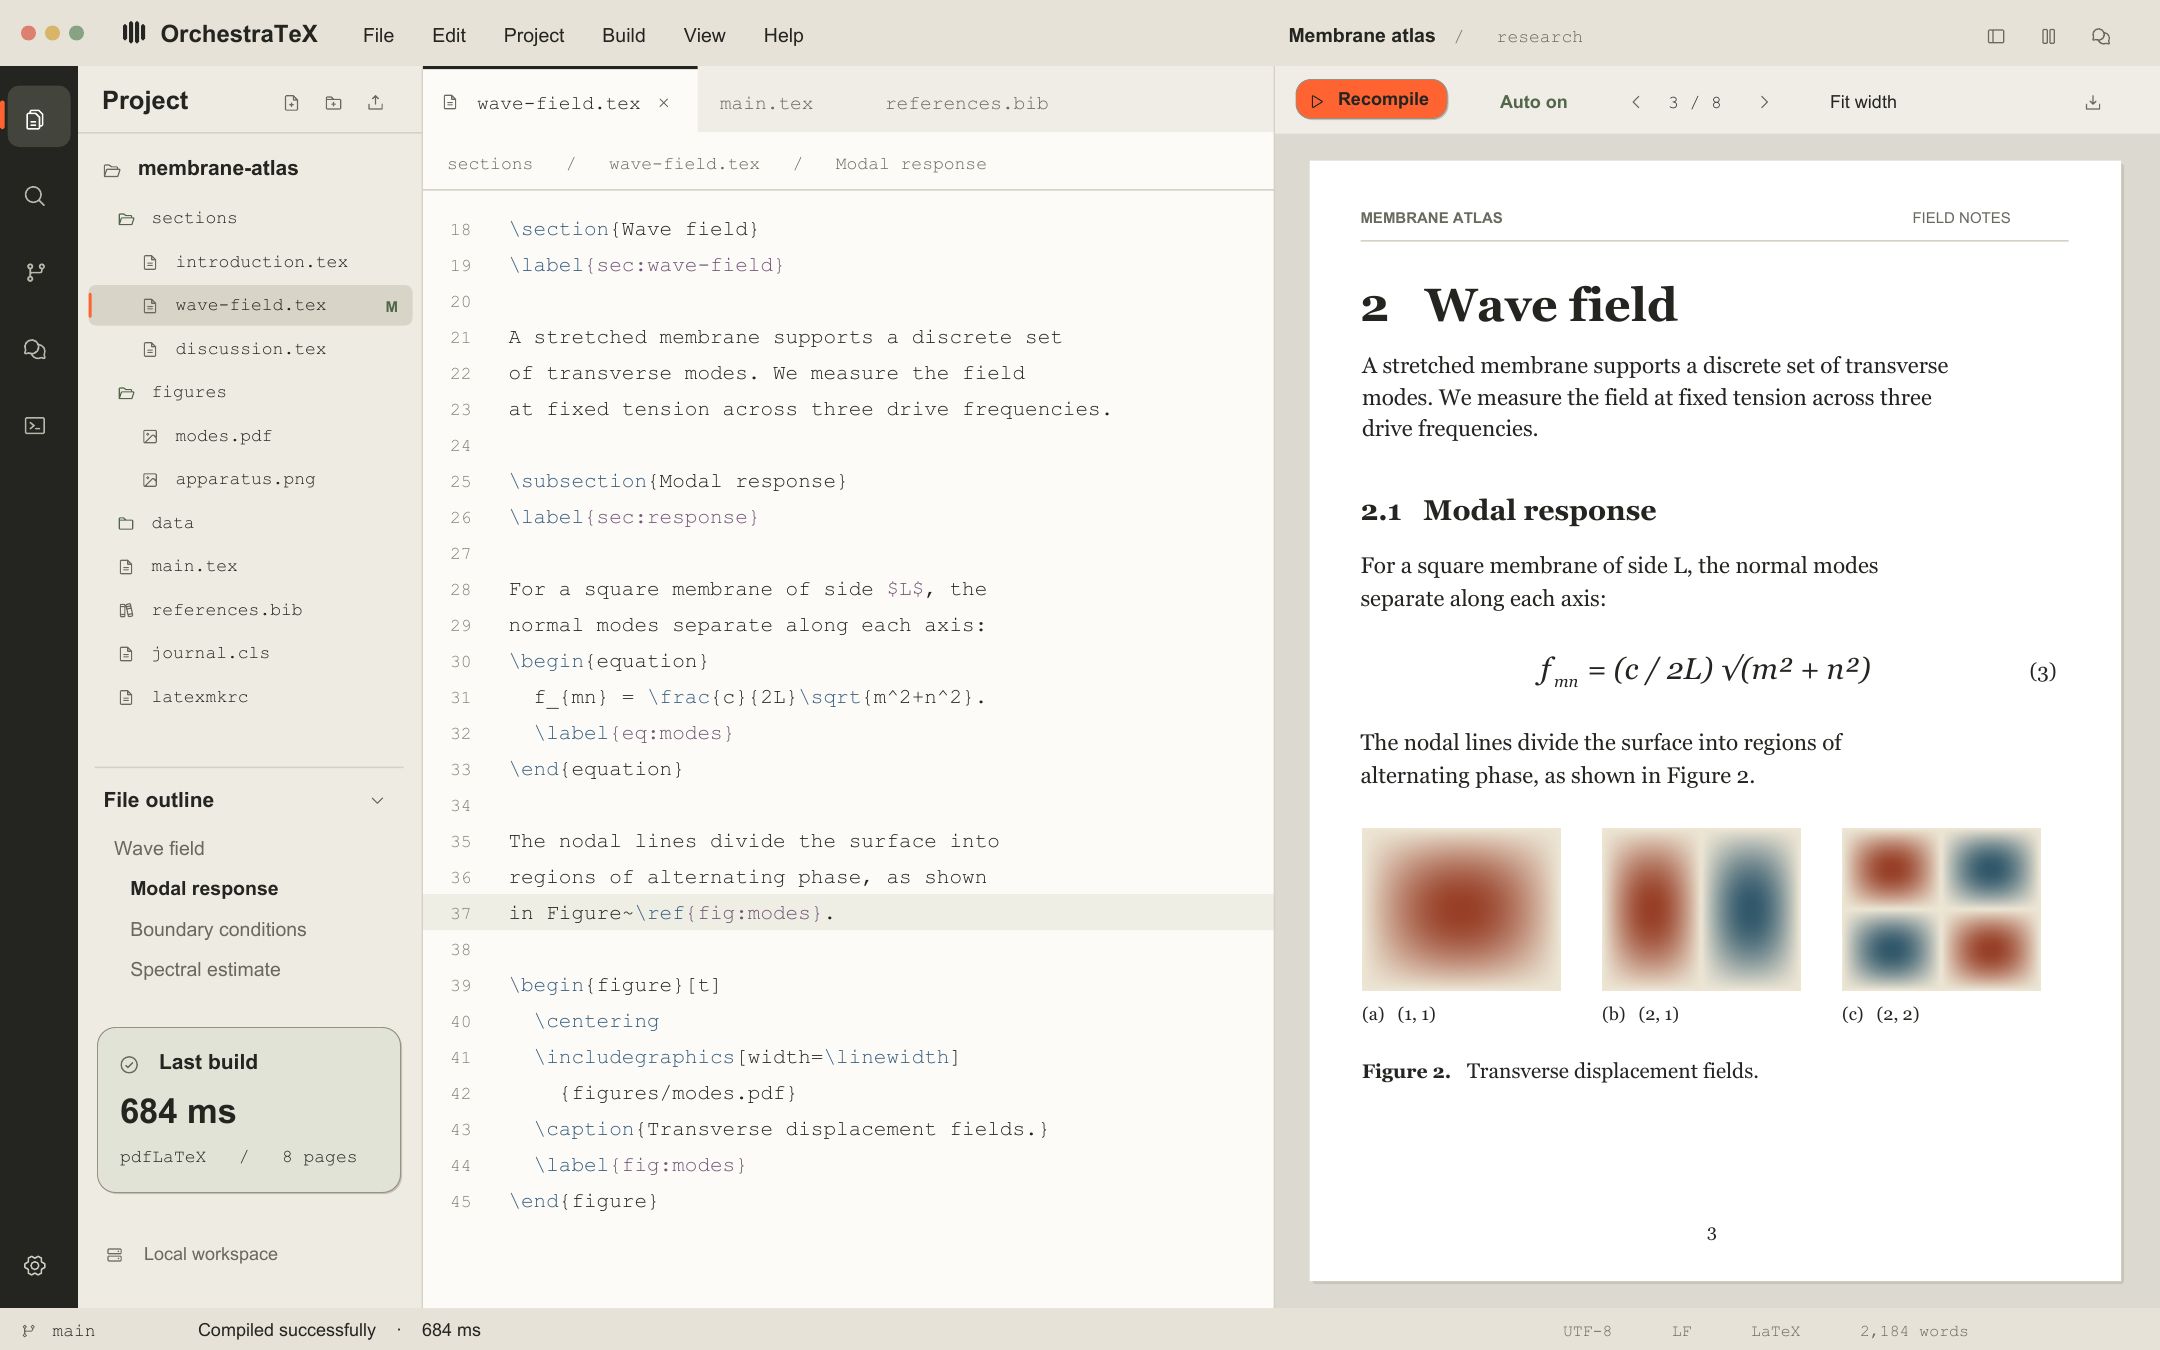 OrchestraTeX File Edit Project Build View Help
Membrane atlas / research
Project
membrane-atlas
sections
introduction.tex
wave-field.tex M
discussion.tex
figures
modes.pdf
apparatus.png
data
main.tex
references.bib
journal.cls
latexmkrc
File outline
Wave field
Modal response
Boundary conditions
Spectral estimate
Last build
684 ms
pdfLaTeX / 8 pages
Local workspace
wave-field.tex × main.tex references.bib
sections / wave-field.tex / Modal response
18 \section{Wave field}
19 \label{sec:wave-field}
20
21 A stretched membrane supports a discrete set
22 of transverse modes. We measure the field
23 at fixed tension across three drive frequencies.
24
25 \subsection{Modal response}
26 \label{sec:response}
27
28 For a square membrane of side $L$, the
29 normal modes separate along each axis:
30 \begin{equation}
31 f_{mn} = \frac{c}{2L}\sqrt{m^2+n^2}.
32 \label{eq:modes}
33 \end{equation}
34
35 The nodal lines divide the surface into
36 regions of alternating phase, as shown
37 in Figure~\ref{fig:modes}.
38
39 \begin{figure}[t]
40 \centering
41 \includegraphics[width=\linewidth]
42 {figures/modes.pdf}
43 \caption{Transverse displacement fields.}
44 \label{fig:modes}
45 \end{figure}
Recompile Auto on 3 / 8 Fit width
MEMBRANE ATLAS FIELD NOTES
2 Wave field
A stretched membrane supports a discrete set of transverse
modes. We measure the field at fixed tension across three
drive frequencies.
2.1 Modal response
For a square membrane of side L, the normal modes
separate along each axis:
f mn = (c / 2L) √(m² + n²) (3)
The nodal lines divide the surface into regions of
alternating phase, as shown in Figure 2.
(a) (1, 1) (b) (2, 1) (c) (2, 2)
Figure 2. Transverse displacement fields.
3
main Compiled successfully · 684 ms
UTF-8 LF LaTeX 2,184 words